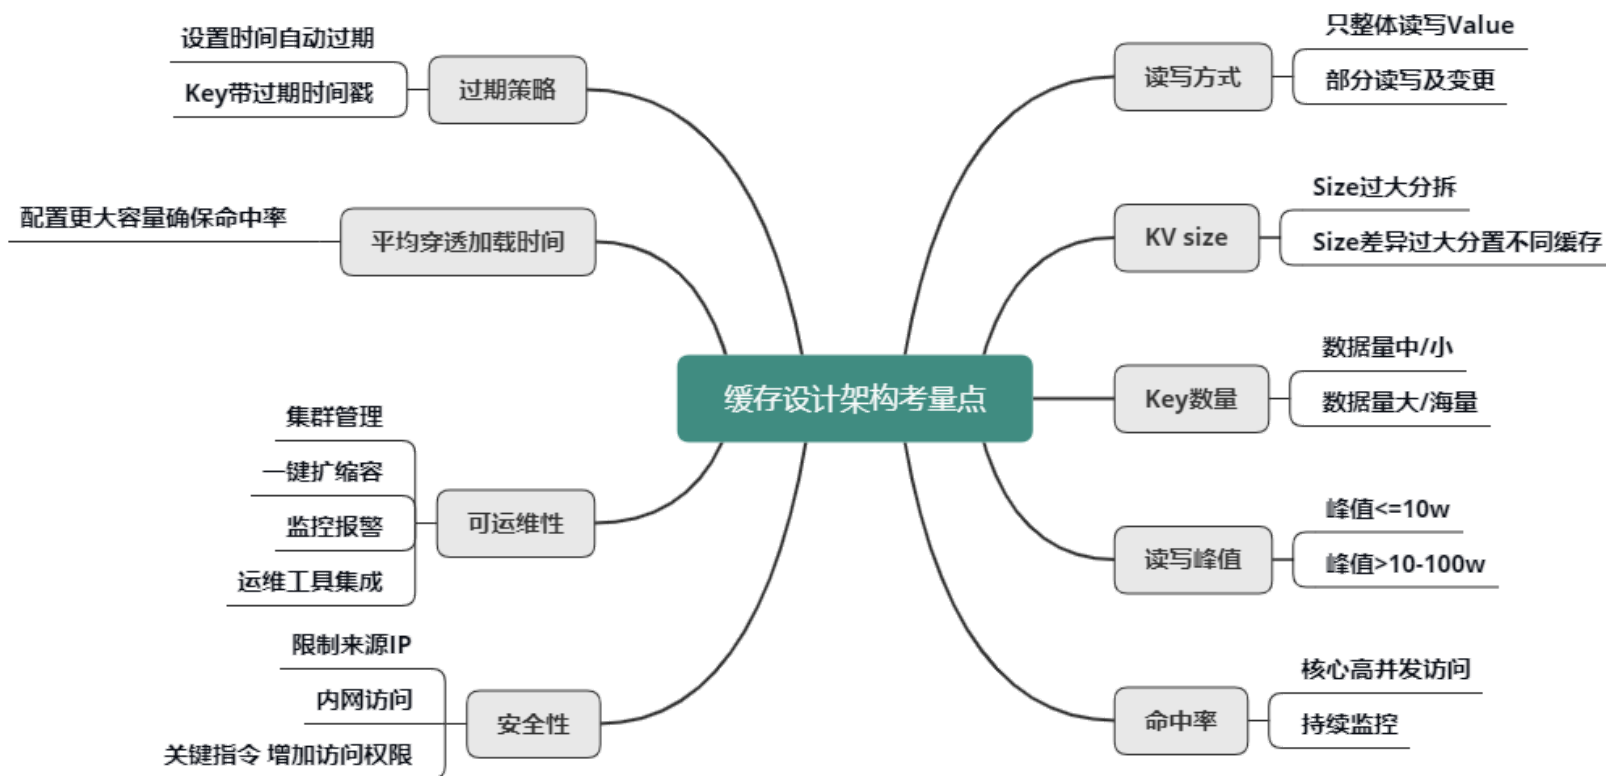 缓存设计架构考量点
读写方式
只整体读写Value
部分读写及变更
KV size
Size过大分拆
Size差异过大分置不同缓存
Key数量
数据量中/小
数据量大/海量
读写峰值
峰值<=10w
峰值>10-100w
命中率
核心高并发访问
持续监控
过期策略
设置时间自动过期
Key带过期时间戳
平均穿透加载时间
配置更大容量确保命中率
可运维性
集群管理
一键扩缩容
监控报警
运维工具集成
安全性
限制来源IP
内网访问
关键指令 增加访问权限